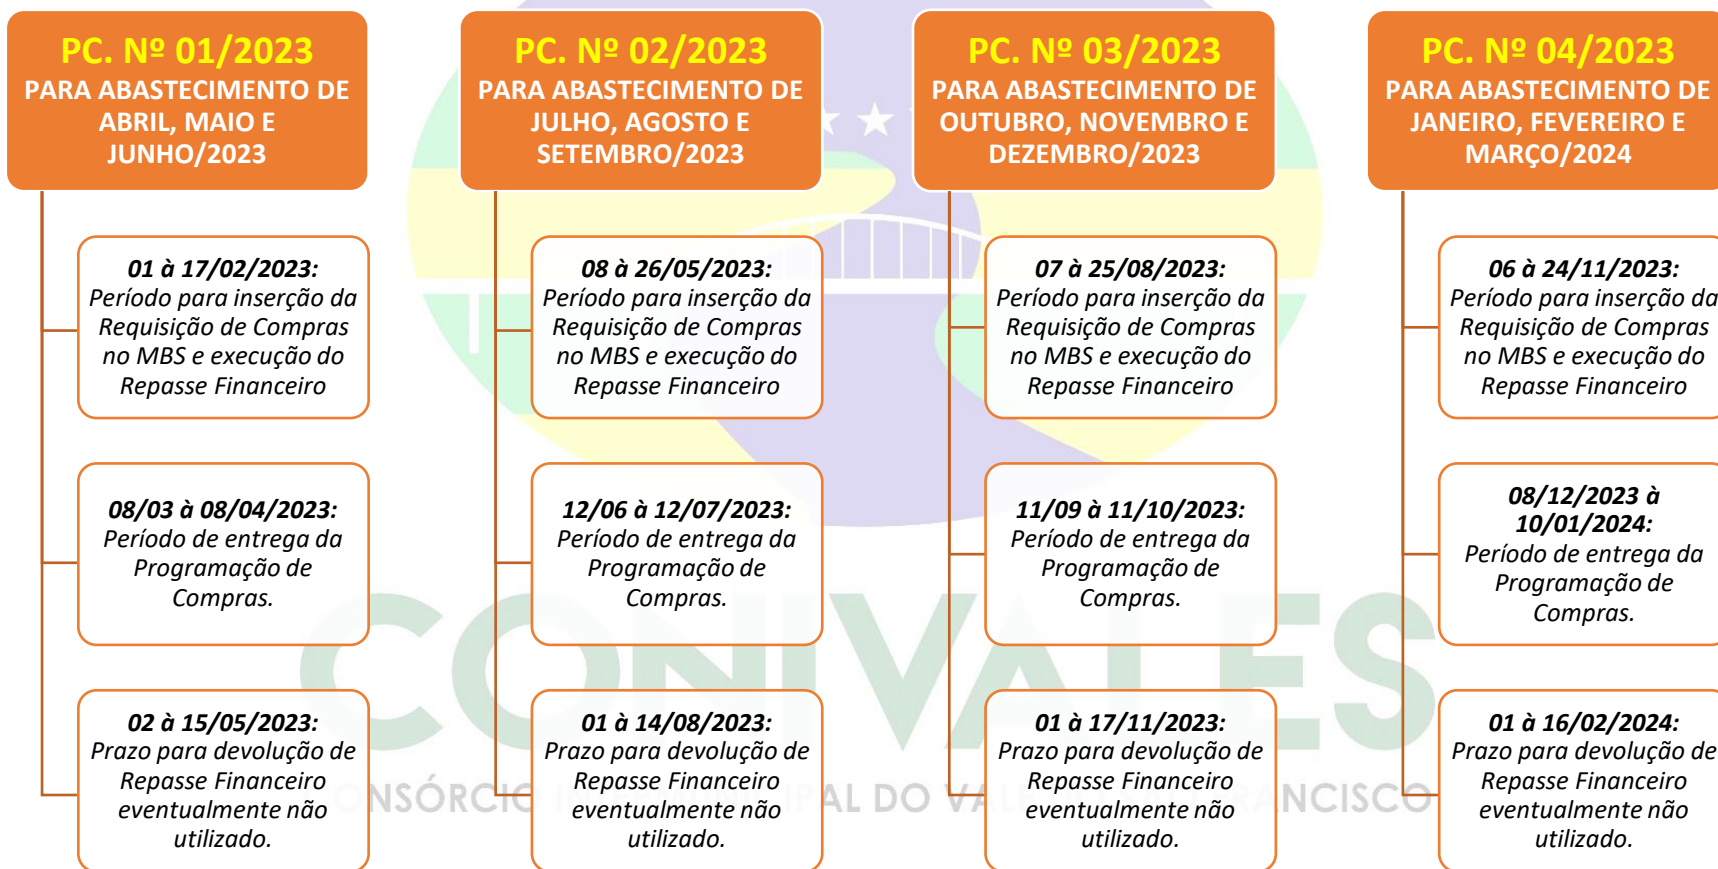 PC. Nº 01/2023
PARA ABASTECIMENTO DE
ABRIL, MAIO E
JUNHO/2023
01 à 17/02/2023:
Período para inserção da
Requisição de Compras
no MBS e execução do
Repasse Financeiro
08/03 à 08/04/2023:
Período de entrega da
Programação de
Compras.
02 à 15/05/2023:
Prazo para devolução de
Repasse Financeiro
eventualmente não
utilizado.
PC. Nº 02/2023
PARA ABASTECIMENTO DE
JULHO, AGOSTO E
SETEMBRO/2023
08 à 26/05/2023:
Período para inserção da
Requisição de Compras
no MBS e execução do
Repasse Financeiro
12/06 à 12/07/2023:
Período de entrega da
Programação de
Compras.
01 à 14/08/2023:
Prazo para devolução de
Repasse Financeiro
eventualmente não
utilizado.
PC. Nº 03/2023
PARA ABASTECIMENTO DE
OUTUBRO, NOVEMBRO E
DEZEMBRO/2023
07 à 25/08/2023:
Período para inserção da
Requisição de Compras
no MBS e execução do
Repasse Financeiro
11/09 à 11/10/2023:
Período de entrega da
Programação de
Compras.
01 à 17/11/2023:
Prazo para devolução de
Repasse Financeiro
eventualmente não
utilizado.
PC. Nº 04/2023
PARA ABASTECIMENTO DE
JANEIRO, FEVEREIRO E
MARÇO/2024
06 à 24/11/2023:
Período para inserção da
Requisição de Compras
no MBS e execução do
Repasse Financeiro
08/12/2023 à
10/01/2024:
Período de entrega da
Programação de
Compras.
01 à 16/02/2024:
Prazo para devolução de
Repasse Financeiro
eventualmente não
utilizado.
CONIVALES